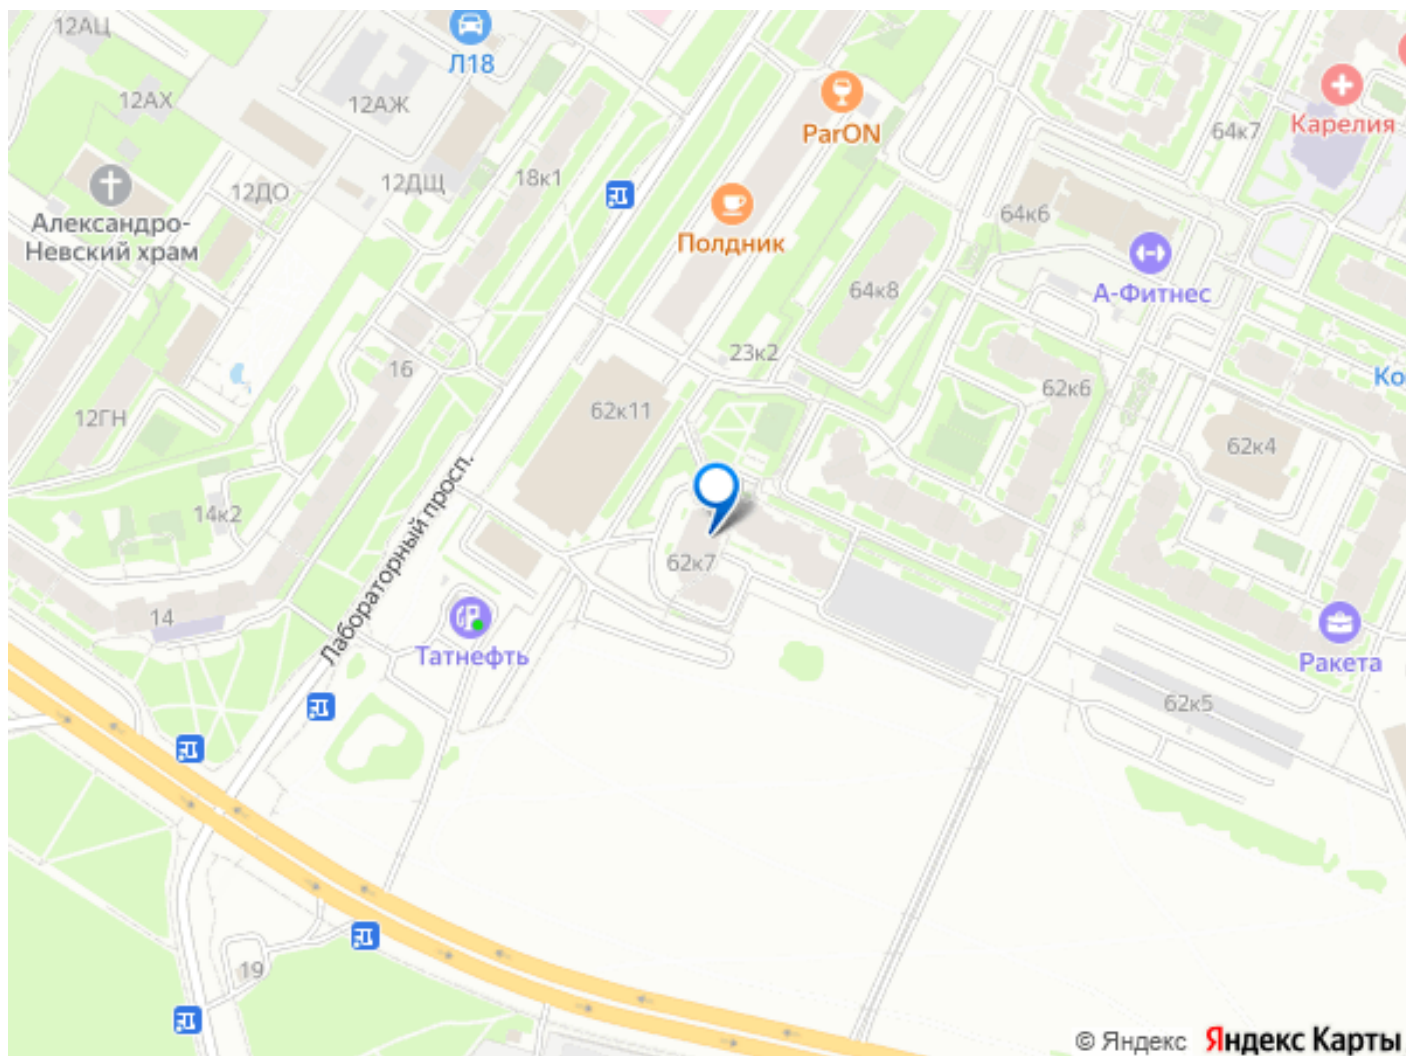 12АЦ
Л18
12АХ
12АЖ
ParON
Карелия
64к7
12ДО
12ДЩ
18к1
Александро-
Невский храм
Полдник
64к6
64к8
А-Фитнес
23к2
16
62к11
62к6
Ко
12ГН
62к4
14к2
Лабораторный просп.
62к7
14
Татнефть
Ракета
62к5
19
© Яндекс Яндекс Карты